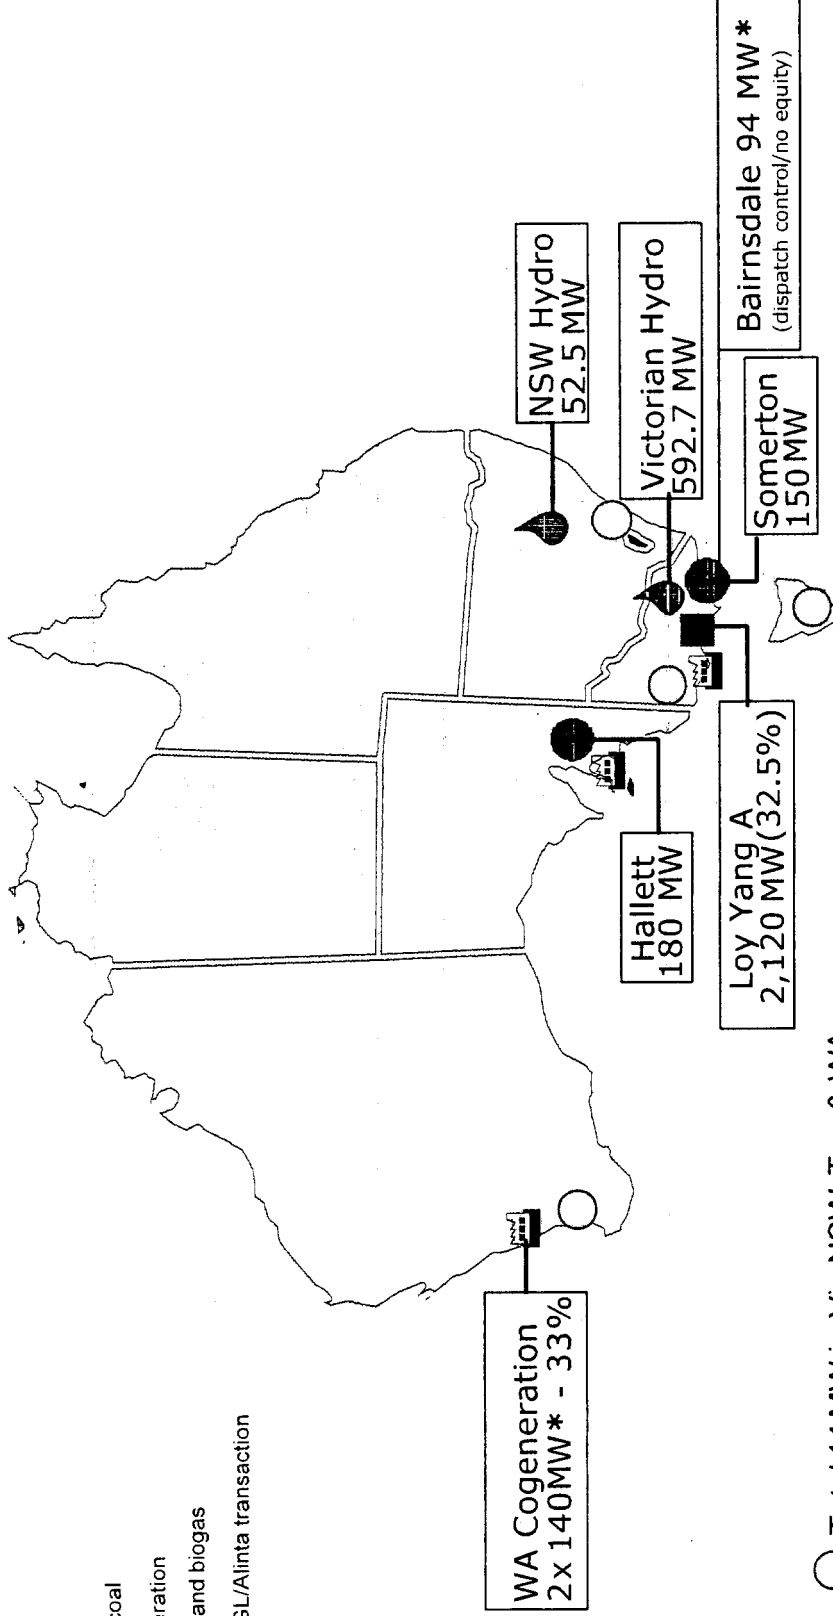 coal
eration
and biogas
GL/Alinta transaction
WA Cogeneration
2x 140MW* - 33%
NSW Hydro
52.5 MW
Hallett
180 MW
Victorian Hydro
592.7 MW
Loy Yang A
2,120 MW(32.5%)
Bairnsdale 94 MW*
(dispatch control/no equity)
Somerton
150 MW